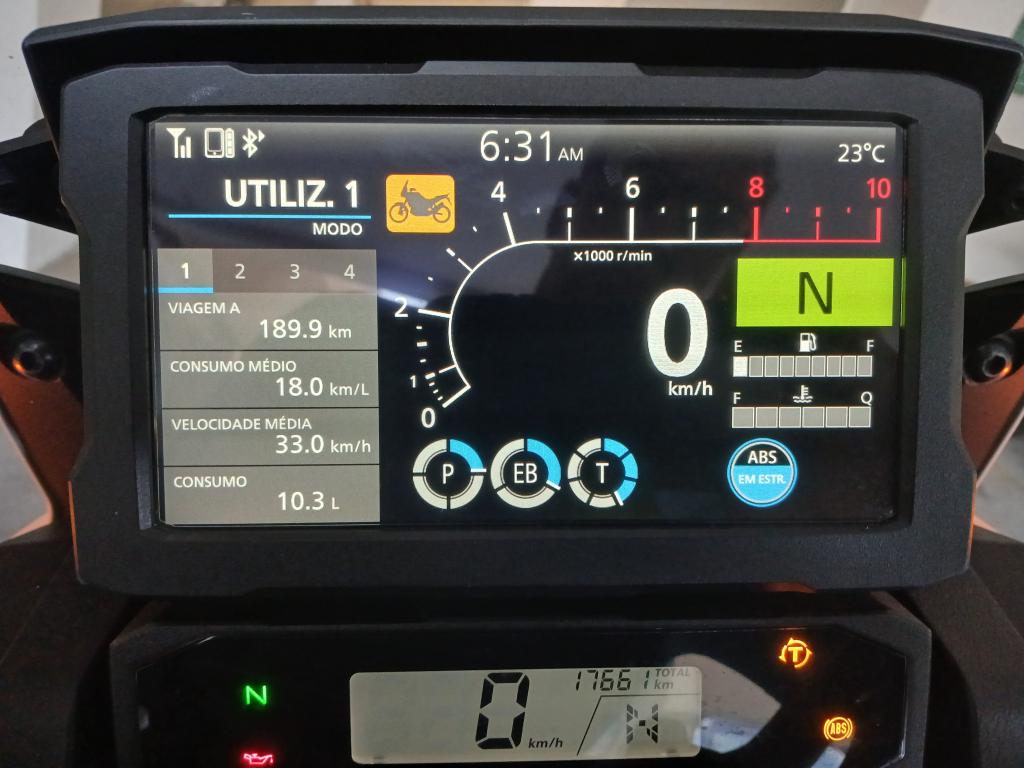 6:31 AM
23°C
UTILIZ. 1
MODO
4 6 8 10
×1000 r/min
1 2 3 4
VIAGEM A
189.9 km
CONSUMO MÉDIO
18.0 km/L
VELOCIDADE MÉDIA
33.0 km/h
CONSUMO
10.3 L
2
1
0
0
km/h
N
E F
F Q
P EB T
ABS
EM ESTR.
T
N
17661 TOTAL km
0 km/h
N
ABS